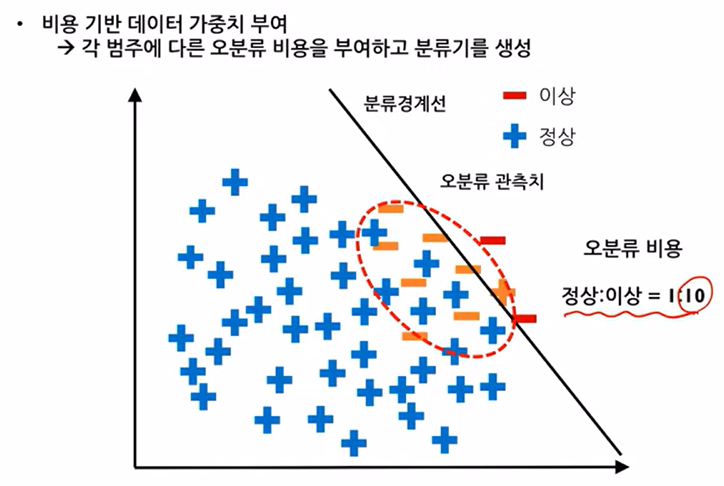 • 비용 기반 데이터 가중치 부여
→ 각 범주에 다른 오분류 비용을 부여하고 분류기를 생성
분류경계선
이상
정상
오분류 관측치
오분류 비용
정상:이상 = 1:10